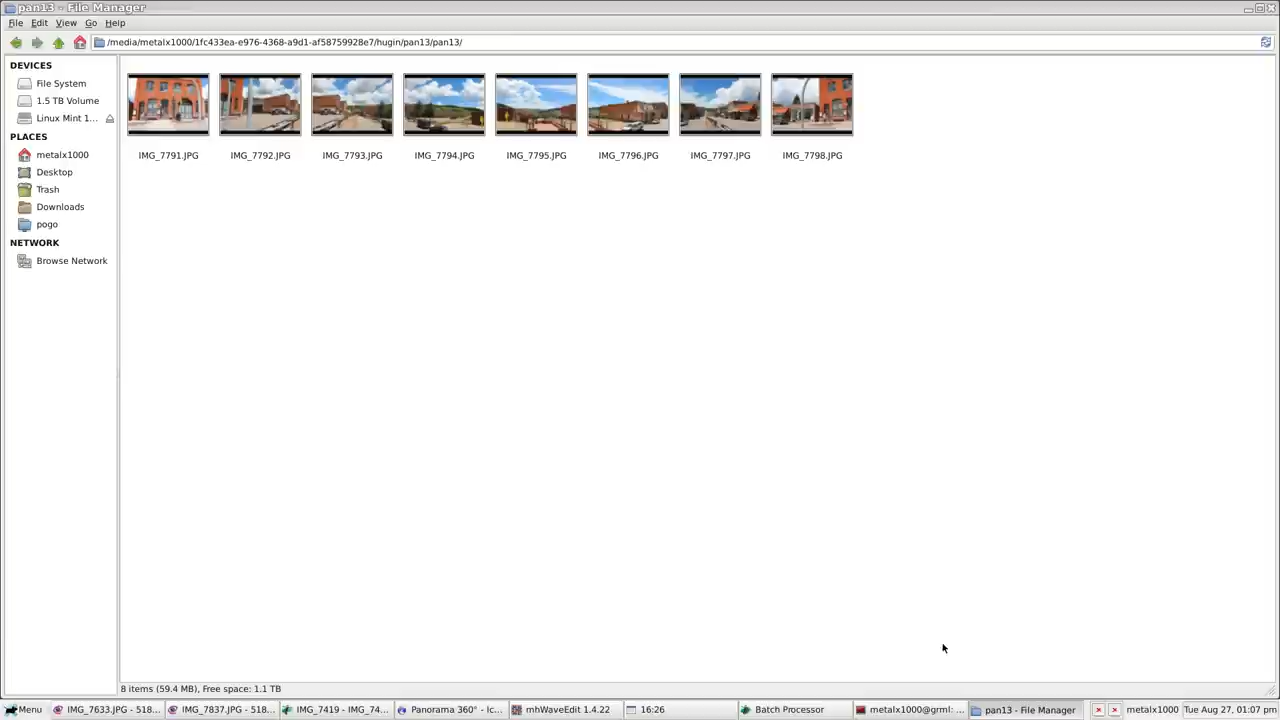 pan13 - File Manager
File Edit View Go Help
/media/metalx1000/1fc433ea-e976-4368-a9d1-af58759928e7/hugin/pan13/pan13/
DEVICES
File System
1.5 TB Volume
Linux Mint 1...
PLACES
metalx1000
Desktop
Trash
Downloads
pogo
NETWORK
Browse Network
IMG_7791.JPG IMG_7792.JPG IMG_7793.JPG IMG_7794.JPG IMG_7795.JPG IMG_7796.JPG IMG_7797.JPG IMG_7798.JPG
8 items (59.4 MB), Free space: 1.1 TB
Menu IMG_7633.JPG - 518... IMG_7837.JPG - 518... IMG_7419 - IMG_74... Panorama 360° - Ic... mhWaveEdit 1.4.22 16:26 Batch Processor metalx1000@grml: ... pan13 - File Manager metalx1000 Tue Aug 27, 01:07 pm